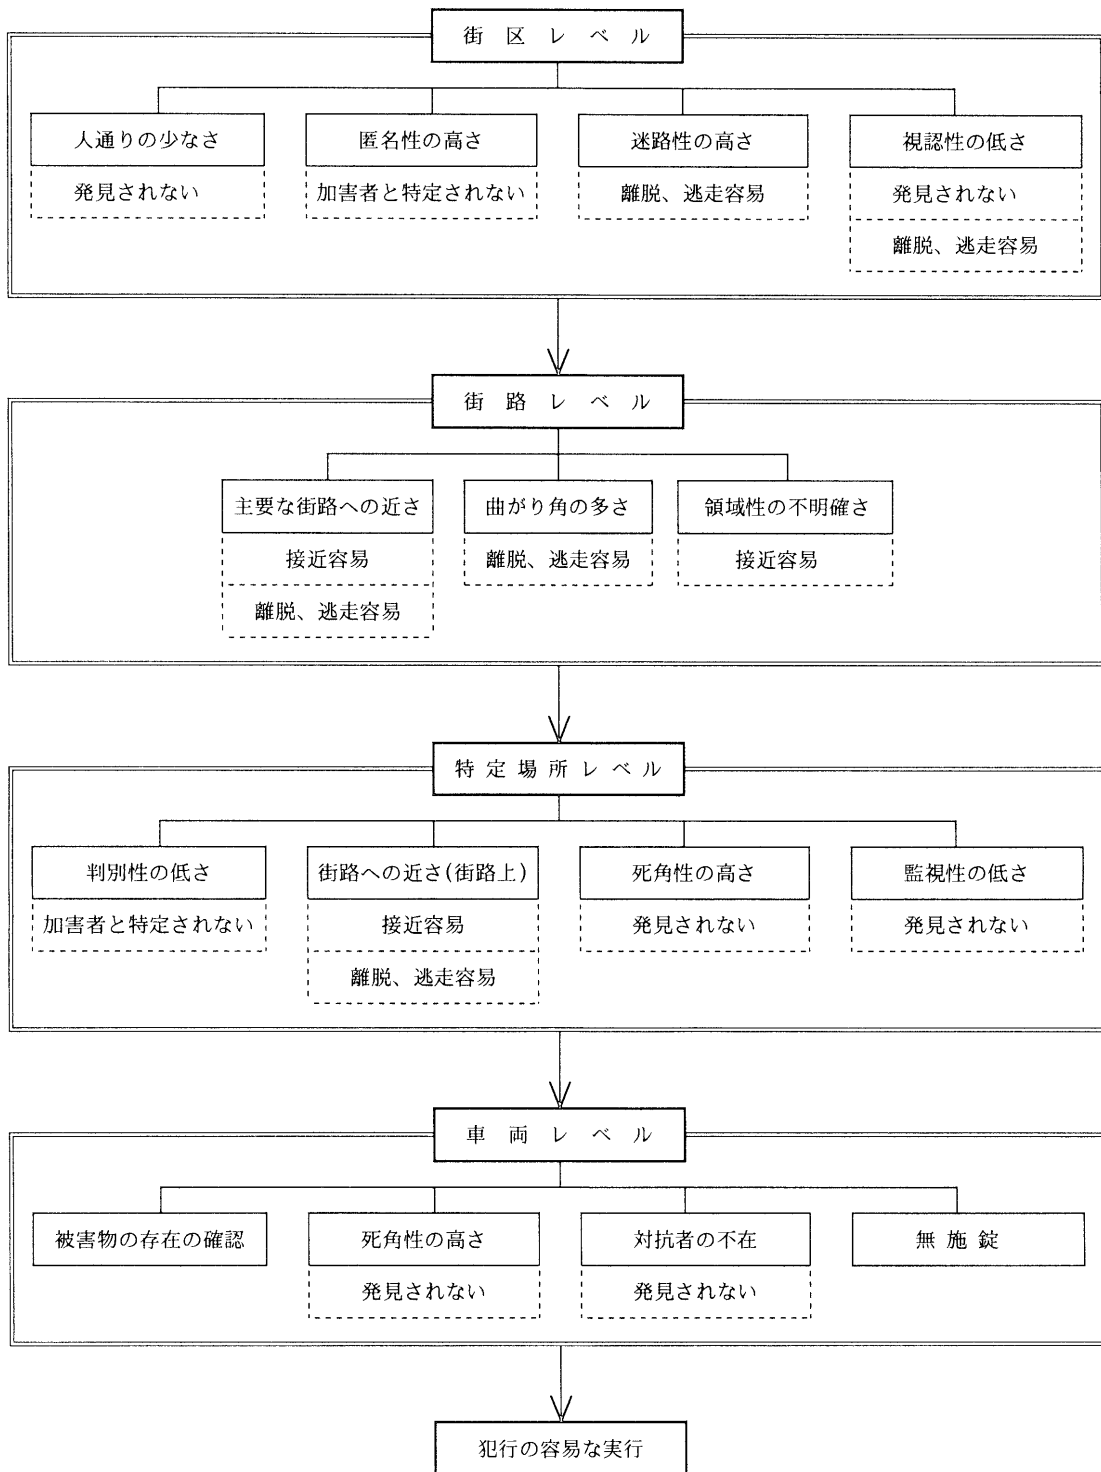 街区レベル
人通りの少なさ
発見されない
匿名性の高さ
加害者と特定されない
迷路性の高さ
離脱、逃走容易
視認性の低さ
発見されない
離脱、逃走容易
街路レベル
主要な街路への近さ
接近容易
離脱、逃走容易
曲がり角の多さ
離脱、逃走容易
領域性の不明確さ
接近容易
特定場所レベル
判別性の低さ
加害者と特定されない
街路への近さ(街路上)
接近容易
離脱、逃走容易
死角性の高さ
発見されない
監視性の低さ
発見されない
車両レベル
被害物の存在の確認
死角性の高さ
発見されない
対抗者の不在
発見されない
無施錠
犯行の容易な実行